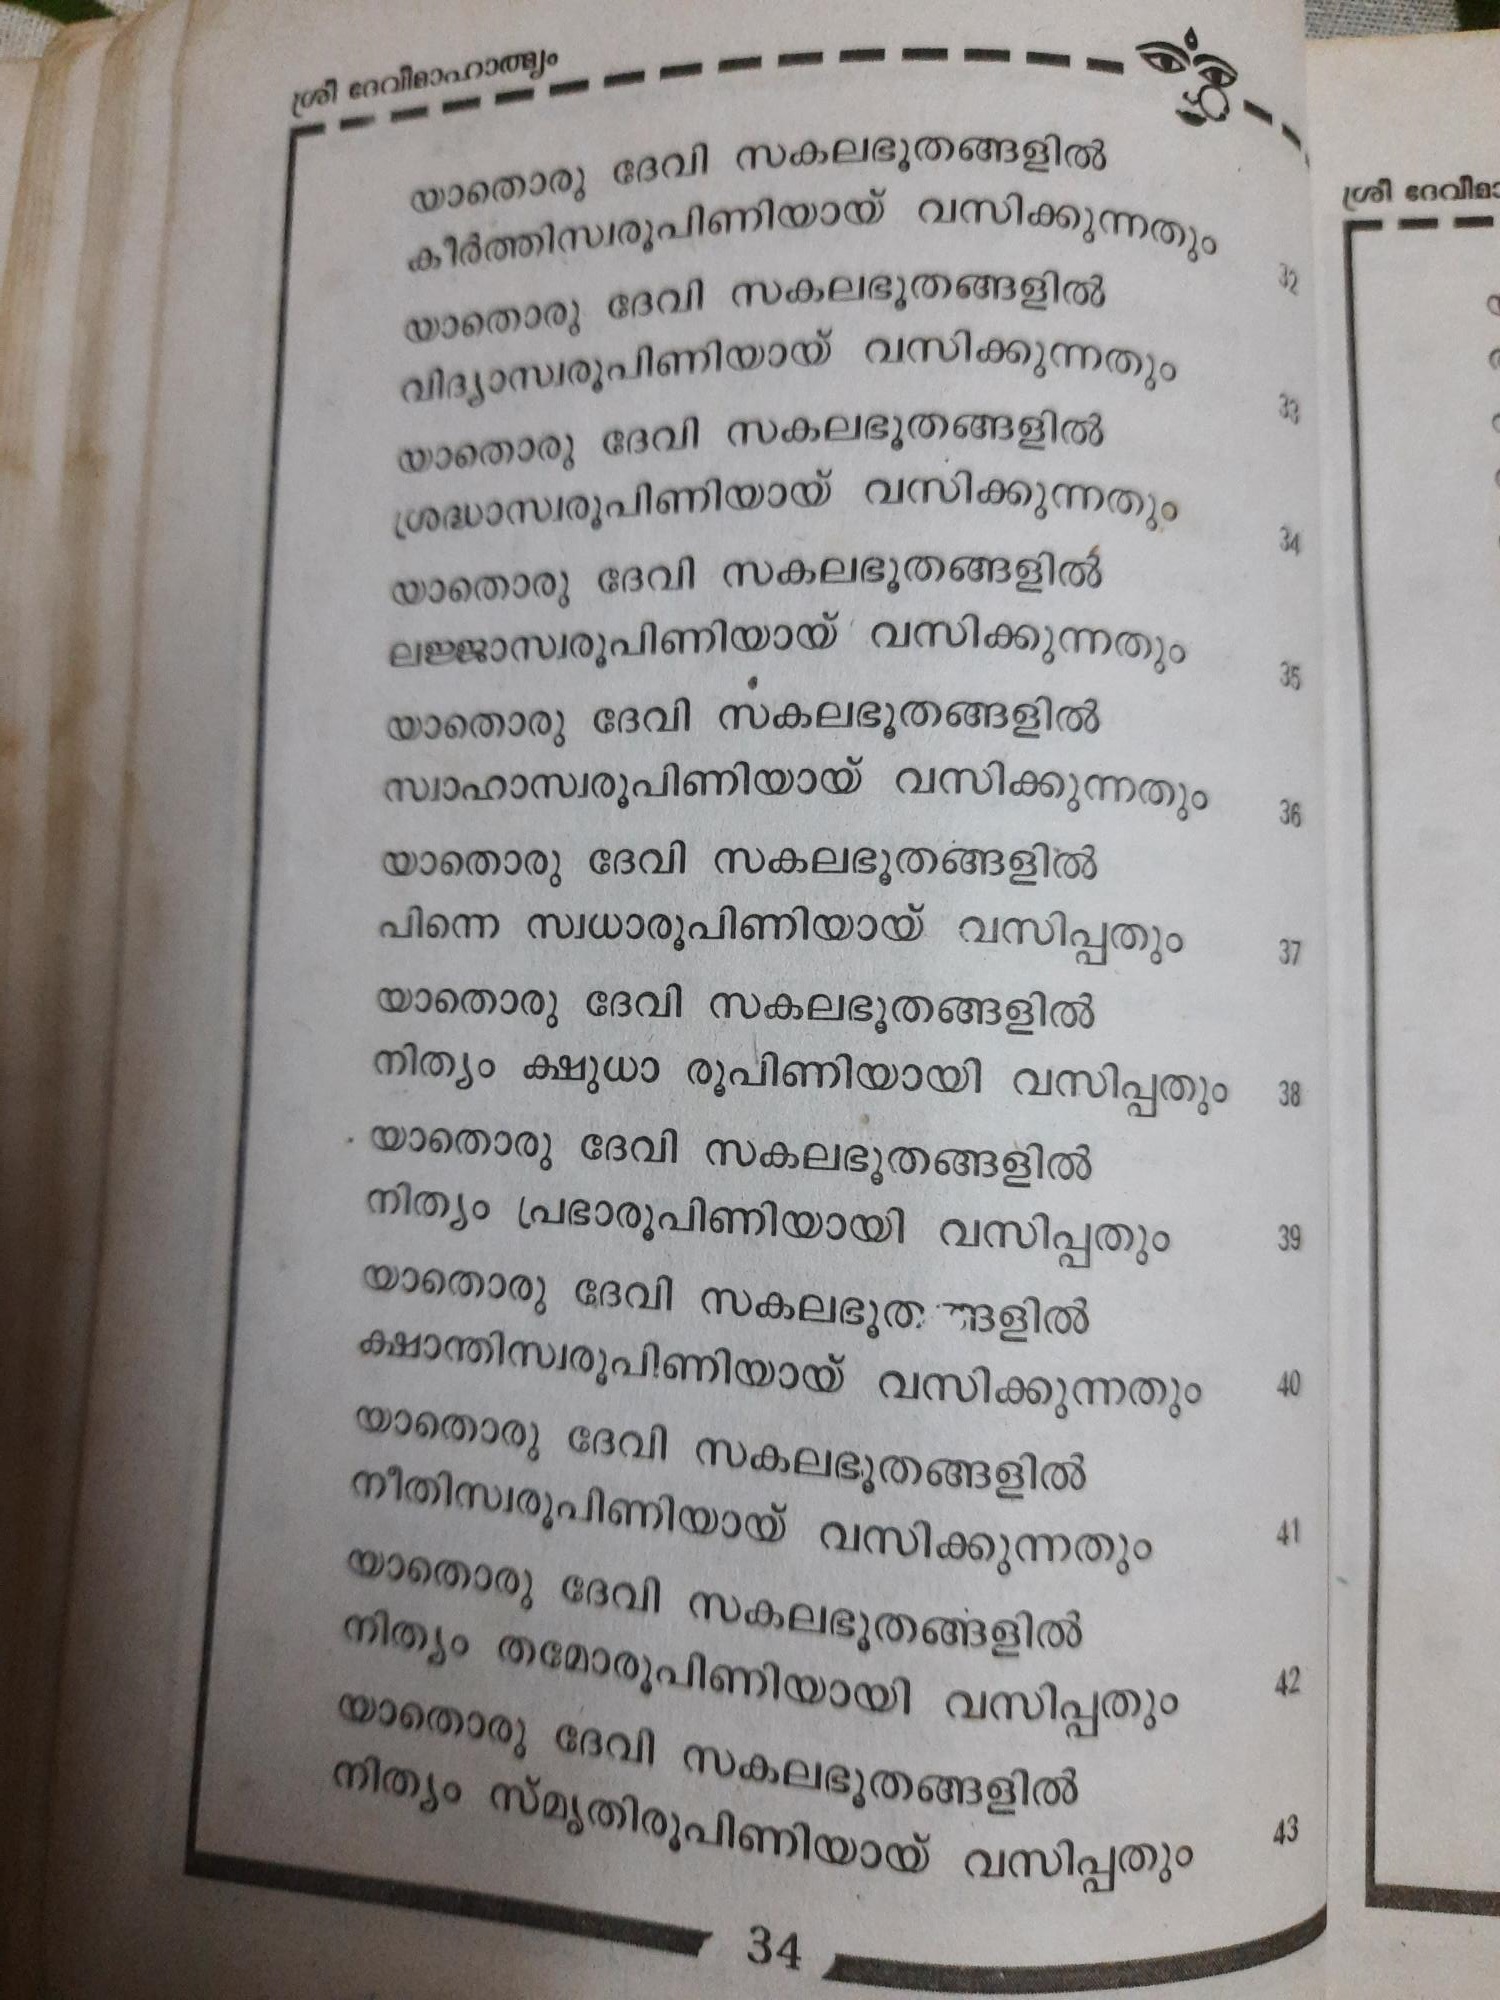 ശ്രീ ദേവീമാഹാത്മ്യം
യാതൊരു ദേവി സകലഭൂതങ്ങളിൽ
കീർത്തിസ്വരൂപിണിയായ് വസിക്കുന്നതും 32
യാതൊരു ദേവി സകലഭൂതങ്ങളിൽ
വിദ്യാസ്വരൂപിണിയായ് വസിക്കുന്നതും 33
യാതൊരു ദേവി സകലഭൂതങ്ങളിൽ
ശ്രദ്ധാസ്വരൂപിണിയായ് വസിക്കുന്നതും 34
യാതൊരു ദേവി സകലഭൂതങ്ങളിൽ
ലജ്ജാസ്വരൂപിണിയായ് വസിക്കുന്നതും 35
യാതൊരു ദേവി സകലഭൂതങ്ങളിൽ
സ്വാഹാസ്വരൂപിണിയായ് വസിക്കുന്നതും 36
യാതൊരു ദേവി സകലഭൂതങ്ങളിൽ
പിന്നെ സ്വധാരൂപിണിയായ് വസിപ്പതും 37
യാതൊരു ദേവി സകലഭൂതങ്ങളിൽ
നിത്യം ക്ഷുധാ രൂപിണിയായി വസിപ്പതും 38
യാതൊരു ദേവി സകലഭൂതങ്ങളിൽ
നിത്യം പ്രഭാരൂപിണിയായി വസിപ്പതും 39
യാതൊരു ദേവി സകലഭൂതങ്ങളിൽ
ക്ഷാന്തിസ്വരൂപിണിയായ് വസിക്കുന്നതും 40
യാതൊരു ദേവി സകലഭൂതങ്ങളിൽ
നീതിസ്വരൂപിണിയായ് വസിക്കുന്നതും 41
യാതൊരു ദേവി സകലഭൂതങ്ങളിൽ
നിത്യം തമോരൂപിണിയായി വസിപ്പതും 42
യാതൊരു ദേവി സകലഭൂതങ്ങളിൽ
നിത്യം സ്മൃതിരൂപിണിയായ് വസിപ്പതും 43
34
ശ്രീ